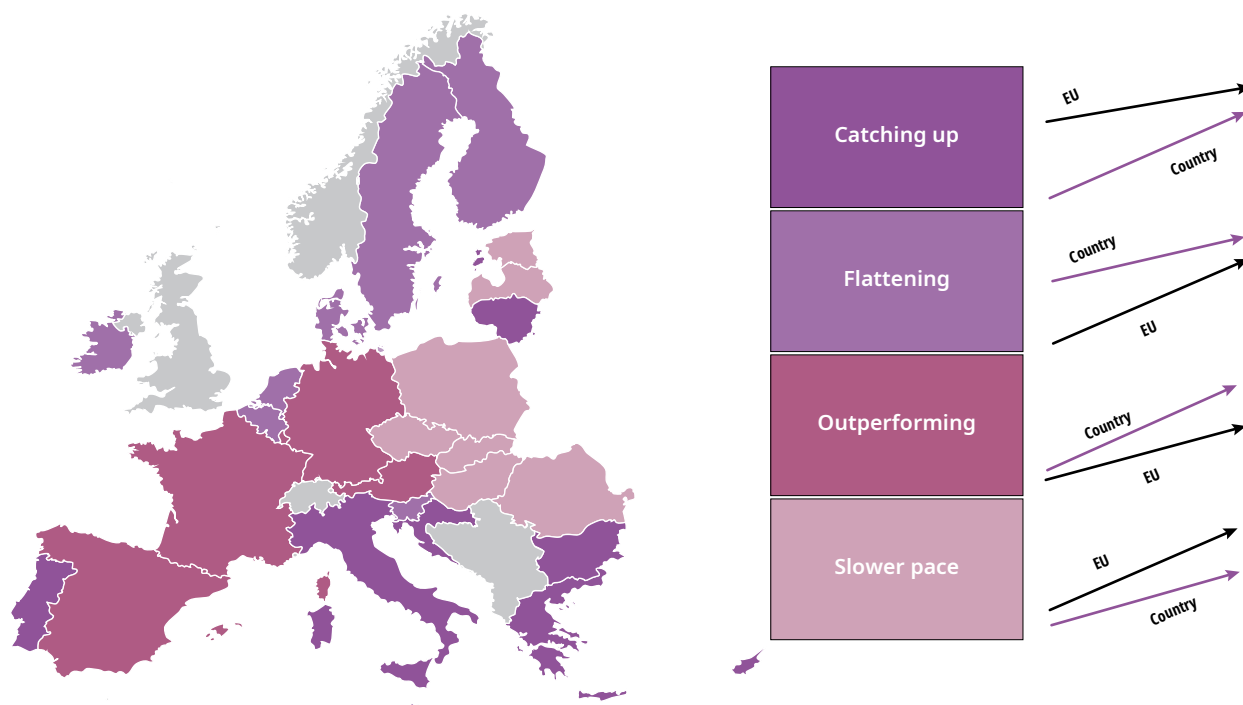 Catching up
EU
Country
Flattening
Country
EU
Outperforming
Country
EU
Slower pace
EU
Country